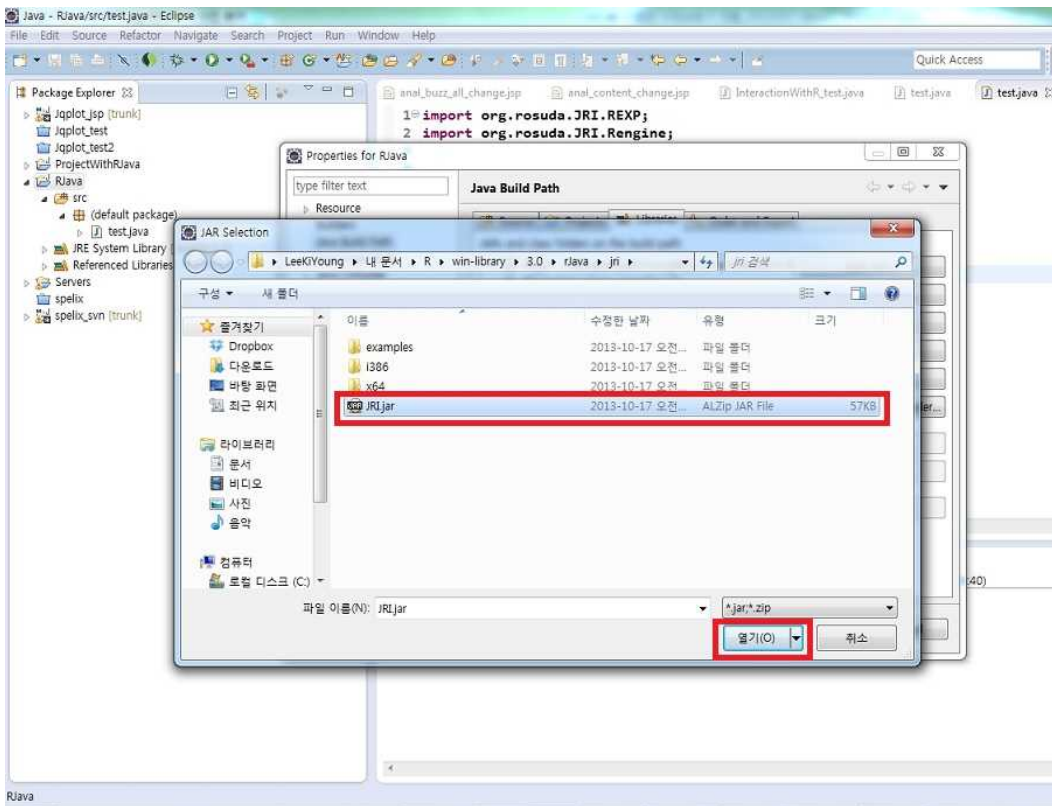 Java - RJava/src/test.java - Eclipse
File Edit Source Refactor Navigate Search Project Run Window Help
Quick Access
Package Explorer
anal_buzz_all_change.jsp anal_content_change.jsp InteractionWithR_test.java test.java test.java
Jqplot_jsp [trunk]
Jqplot_test
Jqplot_test2
ProjectWithRJava
RJava
src
(default package)
test.java
JRE System Library
Referenced Libraries
Servers
spelix
spelix_svn [trunk]
1 import org.rosuda.JRI.REXP;
2 import org.rosuda.JRI.Rengine;
Properties for RJava
type filter text
Java Build Path
Resource
JAR Selection
LeeKiYoung ▸ 내 문서 ▸ R ▸ win-library ▸ 3.0 ▸ rJava ▸ jri ▸
jri 검색
구성 새 폴더
즐겨찾기
Dropbox
다운로드
바탕 화면
최근 위치
라이브러리
문서
비디오
사진
음악
컴퓨터
로컬 디스크 (C:)
이름 수정한 날짜 유형 크기
examples 2013-10-17 오전... 파일 폴더
i386 2013-10-17 오전... 파일 폴더
x64 2013-10-17 오전... 파일 폴더
JRI.jar 2013-10-17 오전... ALZip JAR File 57KB
파일 이름(N): JRI.jar
*.jar;*.zip
열기(O) 취소
:40)
RJava